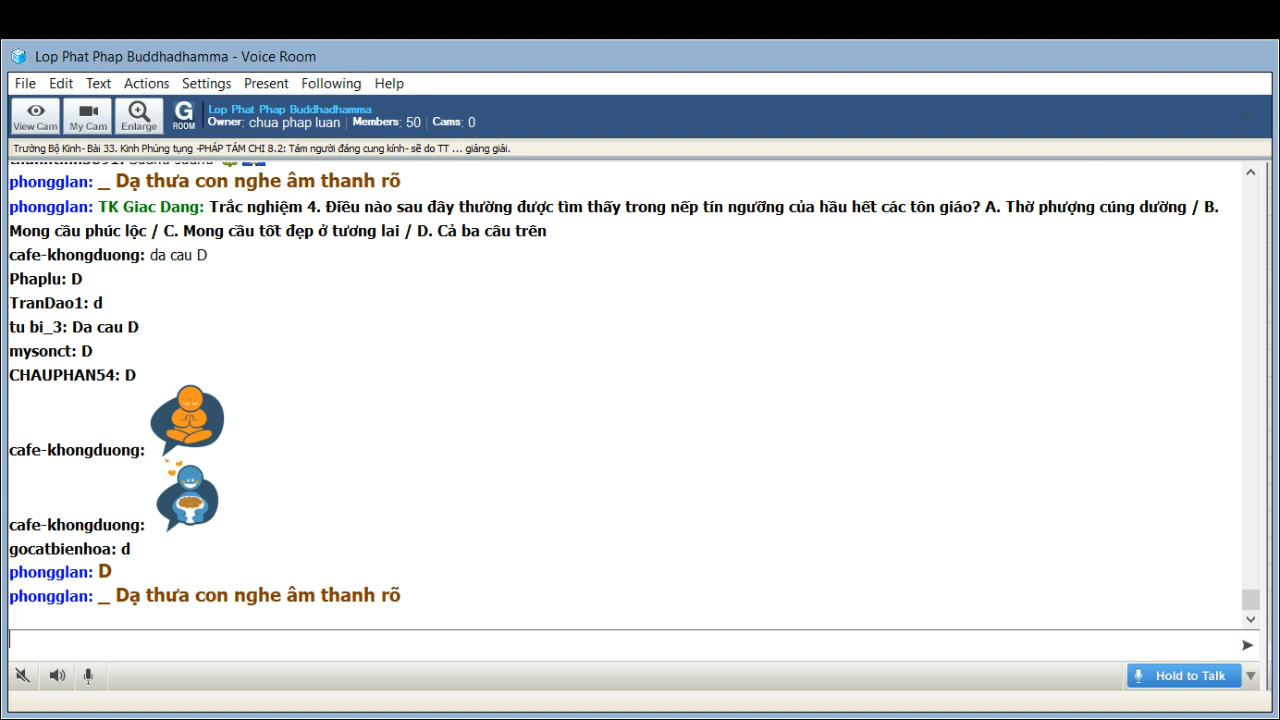 Lop Phat Phap Buddhadhamma - Voice Room
File Edit Text Actions Settings Present Following Help
View Cam My Cam Enlarge G ROOM Lop Phat Phap Buddhadhamma
Owner: chua phap luan | Members: 50 | Cams: 0
Trường Bộ Kinh- Bài 33. Kinh Phúng tụng -PHÁP TÁM CHI 8.2: Tám người đáng cung kính- sẽ do TT ... giảng giải.
phongglan: _ Dạ thưa con nghe âm thanh rõ
phongglan: TK Giac Dang: Trắc nghiệm 4. Điều nào sau đây thường được tìm thấy trong nếp tín ngưỡng của hầu hết các tôn giáo? A. Thờ phượng cúng dường / B.
Mong cầu phúc lộc / C. Mong cầu tốt đẹp ở tương lai / D. Cả ba câu trên
cafe-khongduong: da cau D
Phaplu: D
TranDao1: d
tu bi_3: Da cau D
mysonct: D
CHAUPHAN54: D
cafe-khongduong:
cafe-khongduong:
gocatbienhoa: d
phongglan: D
phongglan: _ Dạ thưa con nghe âm thanh rõ
Hold to Talk